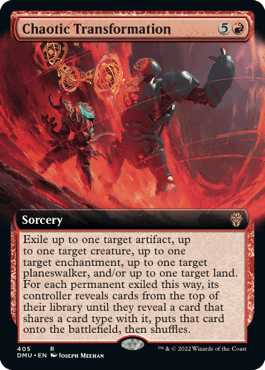 Chaotic Transformation 5
Sorcery
Exile up to one target artifact, up
to one target creature, up to one
target enchantment, up to one target
planeswalker, and/or up to one target land.
For each permanent exiled this way, its
controller reveals cards from the top of
their library until they reveal a card that
shares a card type with it, puts that card
onto the battlefield, then shuffles.
405 R
DMU • EN Joseph Meehan
™ & © 2022 Wizards of the Coast